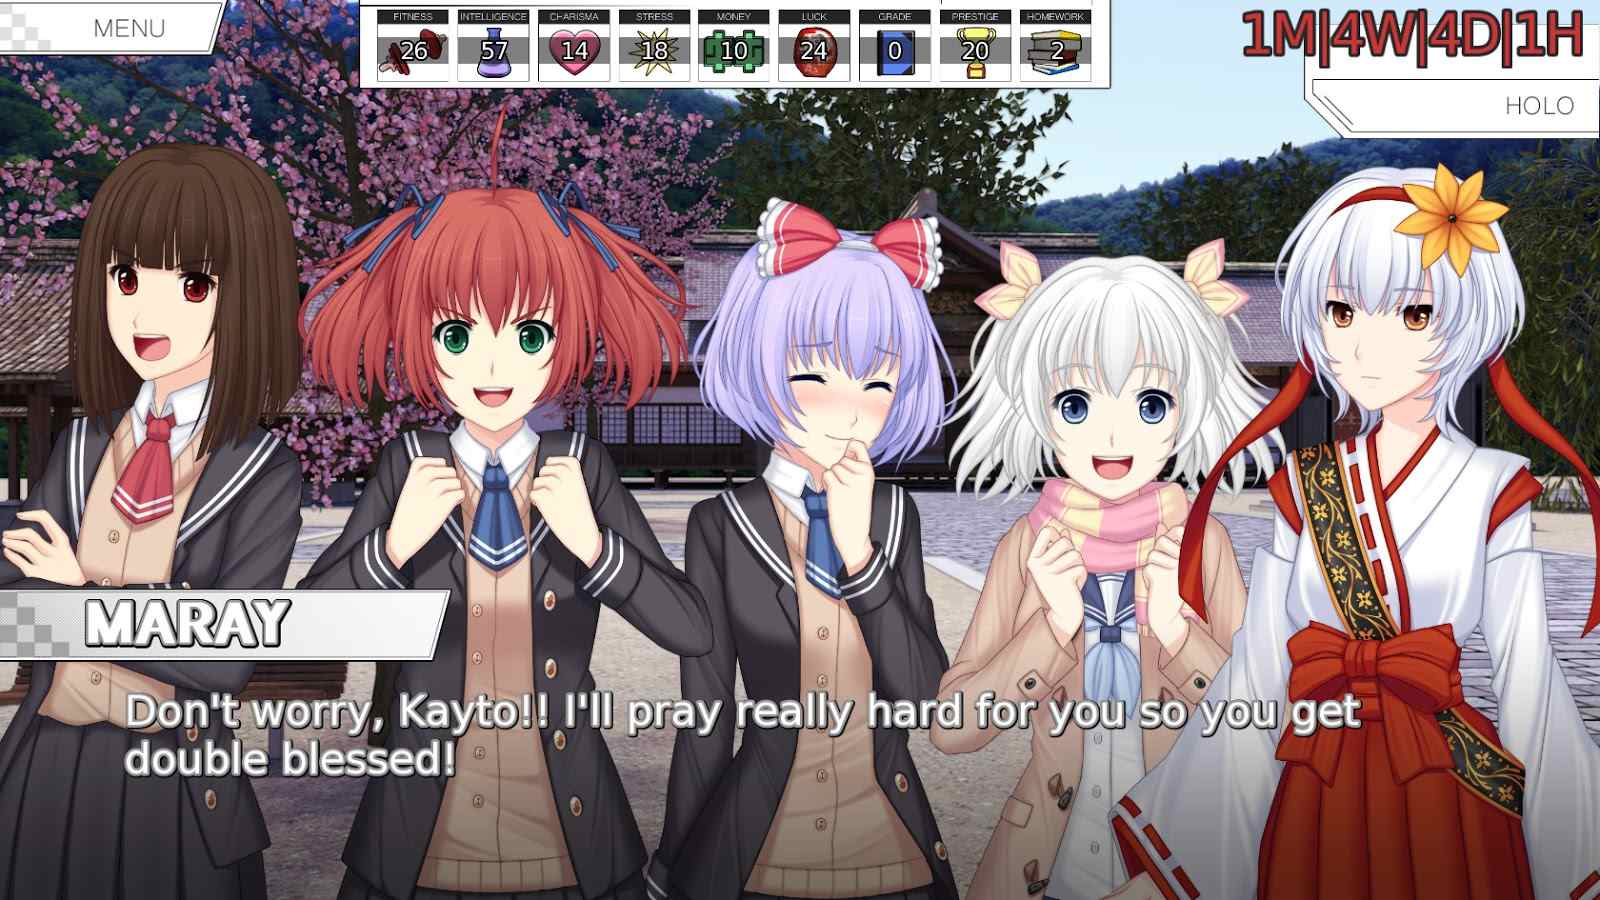 MENU
FITNESS INTELLIGENCE CHARISMA STRESS MONEY LUCK GRADE PRESTIGE HOMEWORK
26 57 14 18 10 24 0 20 2
1M|4W|4D|1H
HOLO
MARAY
Don't worry, Kayto!! I'll pray really hard for you so you get
double blessed!